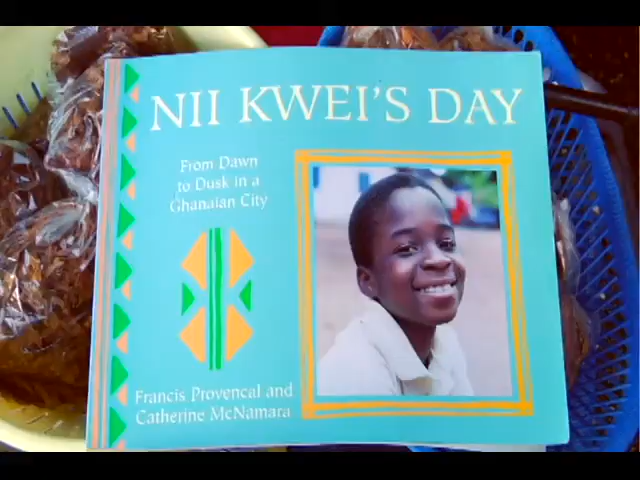 NII KWEI'S DAY
From Dawn
to Dusk in a
Ghanaian City
Francis Provencal and
Catherine McNamara